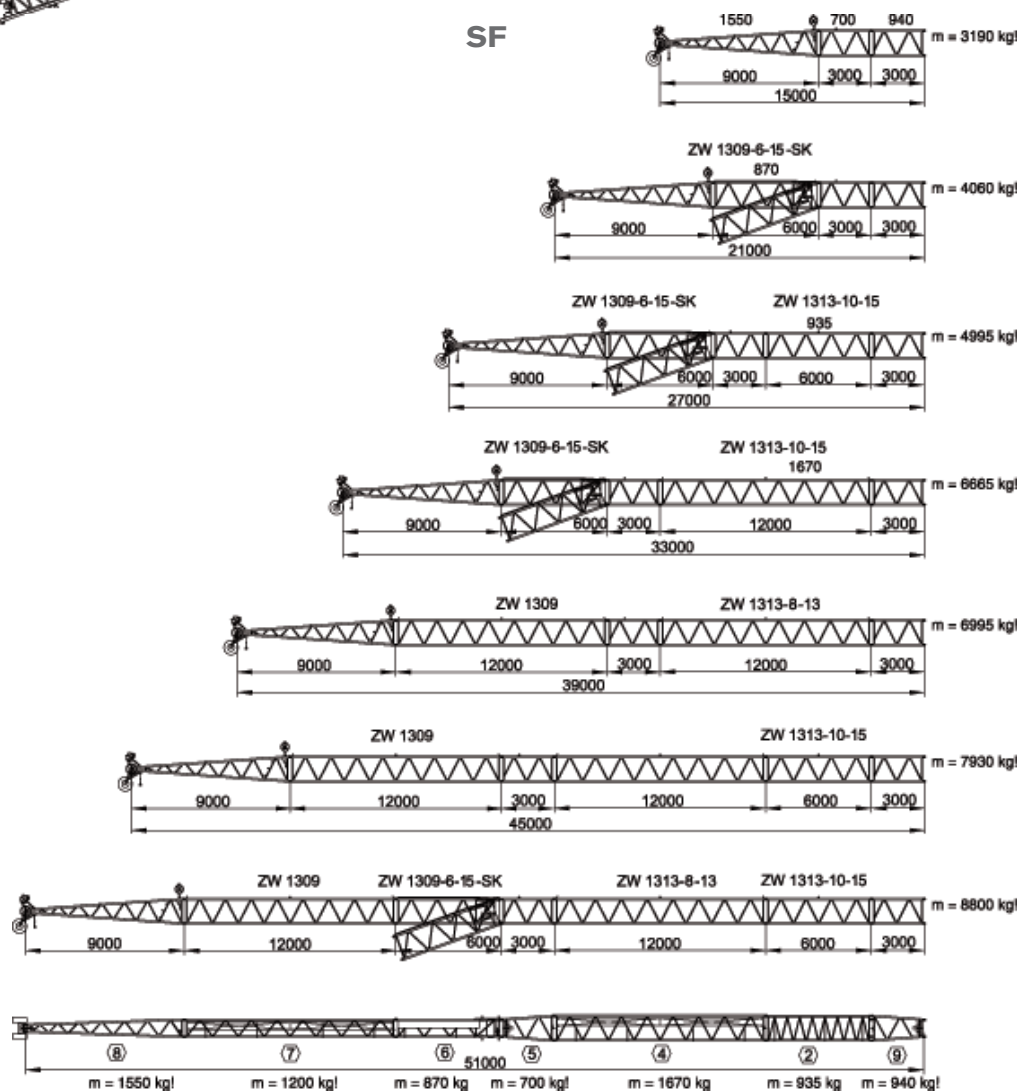 SF
1550 700 940
m = 3190 kg!
9000 3000 3000
15000
ZW 1309-6-15-SK
870
m = 4060 kg!
9000 6000 3000 3000
21000
ZW 1309-6-15-SK ZW 1313-10-15
935
m = 4995 kg!
9000 6000 3000 6000 3000
27000
ZW 1309-6-15-SK ZW 1313-10-15
1670
m = 6665 kg!
9000 6000 3000 12000 3000
33000
ZW 1309 ZW 1313-8-13
m = 6995 kg!
9000 12000 3000 12000 3000
39000
ZW 1309 ZW 1313-10-15
m = 7930 kg!
9000 12000 3000 12000 6000 3000
45000
ZW 1309 ZW 1309-6-15-SK ZW 1313-8-13 ZW 1313-10-15
m = 8800 kg!
9000 12000 6000 3000 12000 6000 3000
8 7 6 5 4 2 9
51000
m = 1550 kg! m = 1200 kg! m = 870 kg m = 700 kg! m = 1670 kg m = 935 kg m = 940 kg!